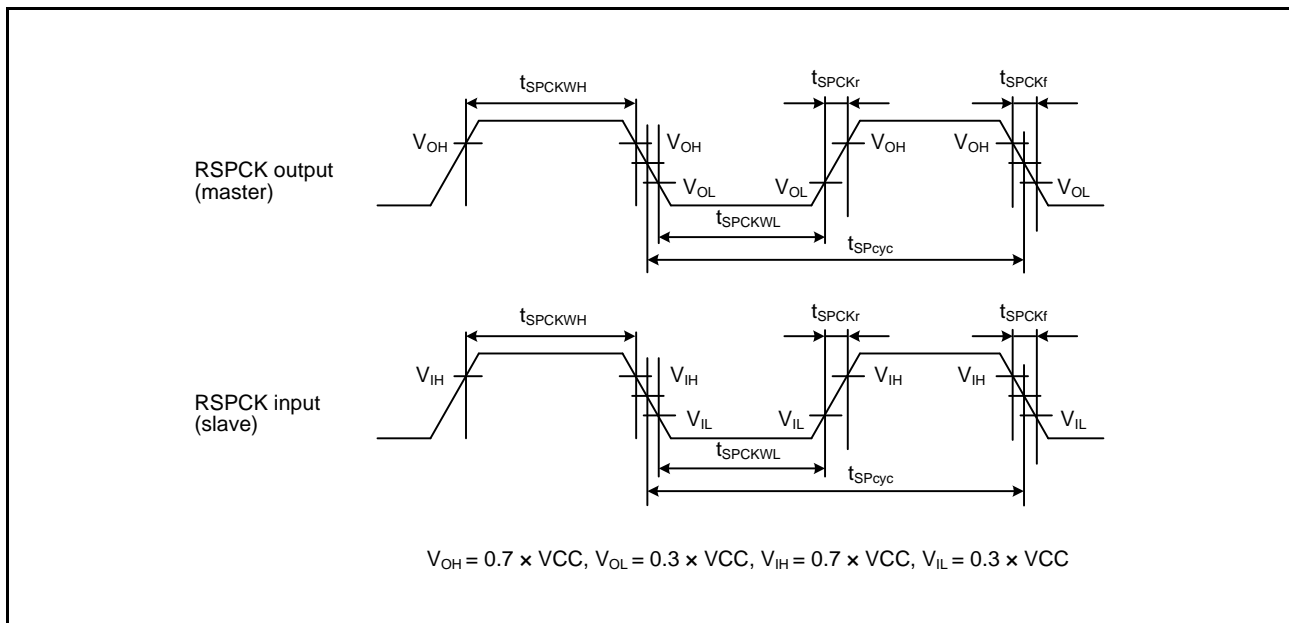 tSPCKWH tSPCKr tSPCKf
VOH VOH VOH VOH
RSPCK output
(master)
VOL VOL VOL
tSPCKWL
tSPcyc
tSPCKWH tSPCKr tSPCKf
VIH VIH VIH VIH
RSPCK input
(slave)
VIL VIL VIL
tSPCKWL
tSPcyc
VOH = 0.7 × VCC, VOL = 0.3 × VCC, VIH = 0.7 × VCC, VIL = 0.3 × VCC